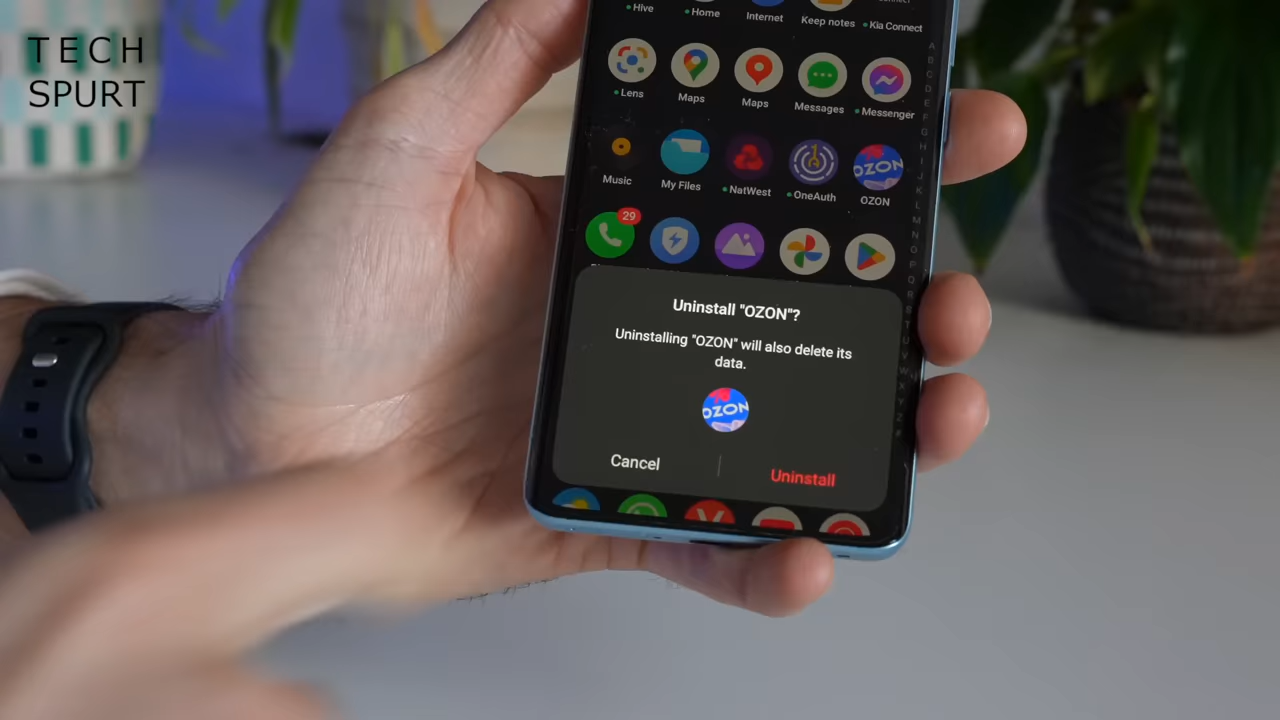 TECH
SPURT
Hive
Home
Internet
Keep notes
Kia Connect
Lens
Maps
Maps
Messages
Messenger
Music
My Files
NatWest
OneAuth
OZON
OZON
29
Uninstall "OZON"?
Uninstalling "OZON" will also delete its
data.
OZON
Cancel
Uninstall